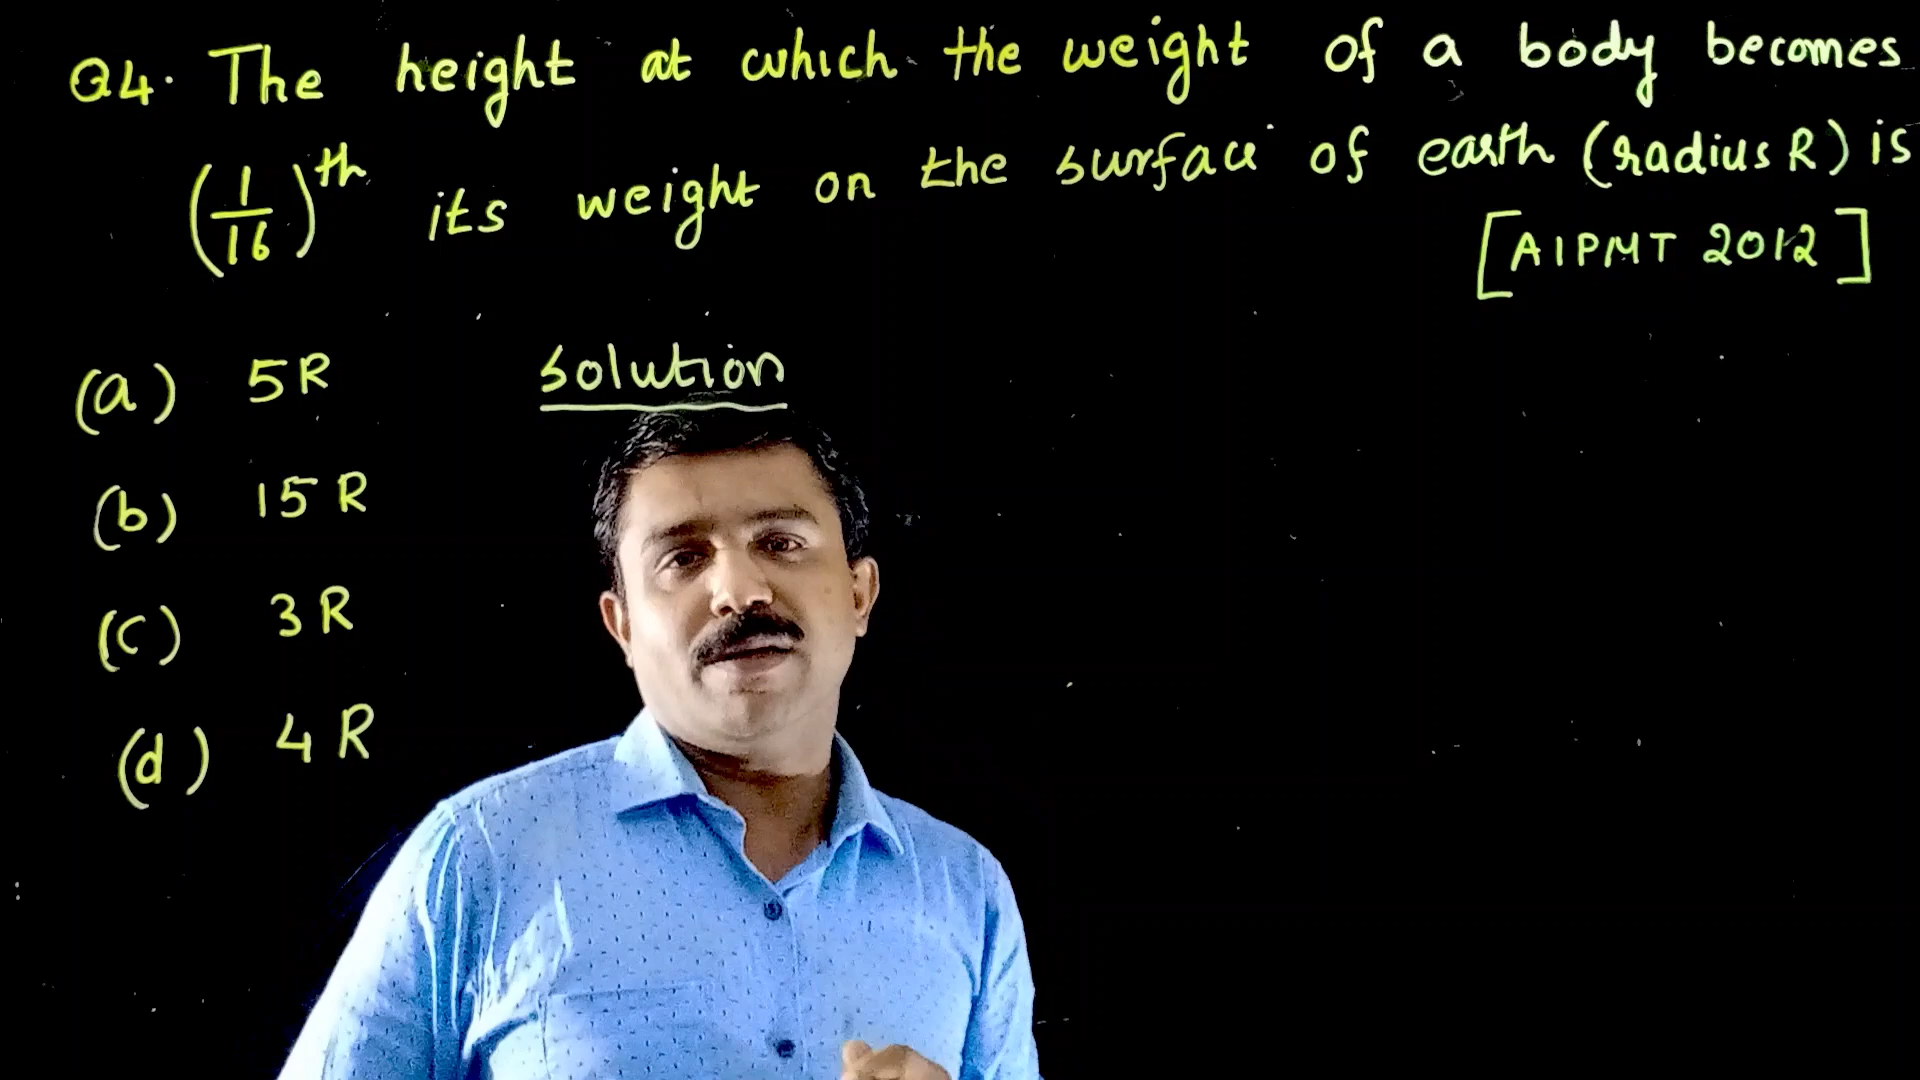 Q4. The height at which the weight of a body becomes
(1/16)th its weight on the surface of earth (radius R) is
[AIPMT 2012]
(a) 5R
Solution
(b) 15R
(c) 3R
(d) 4R